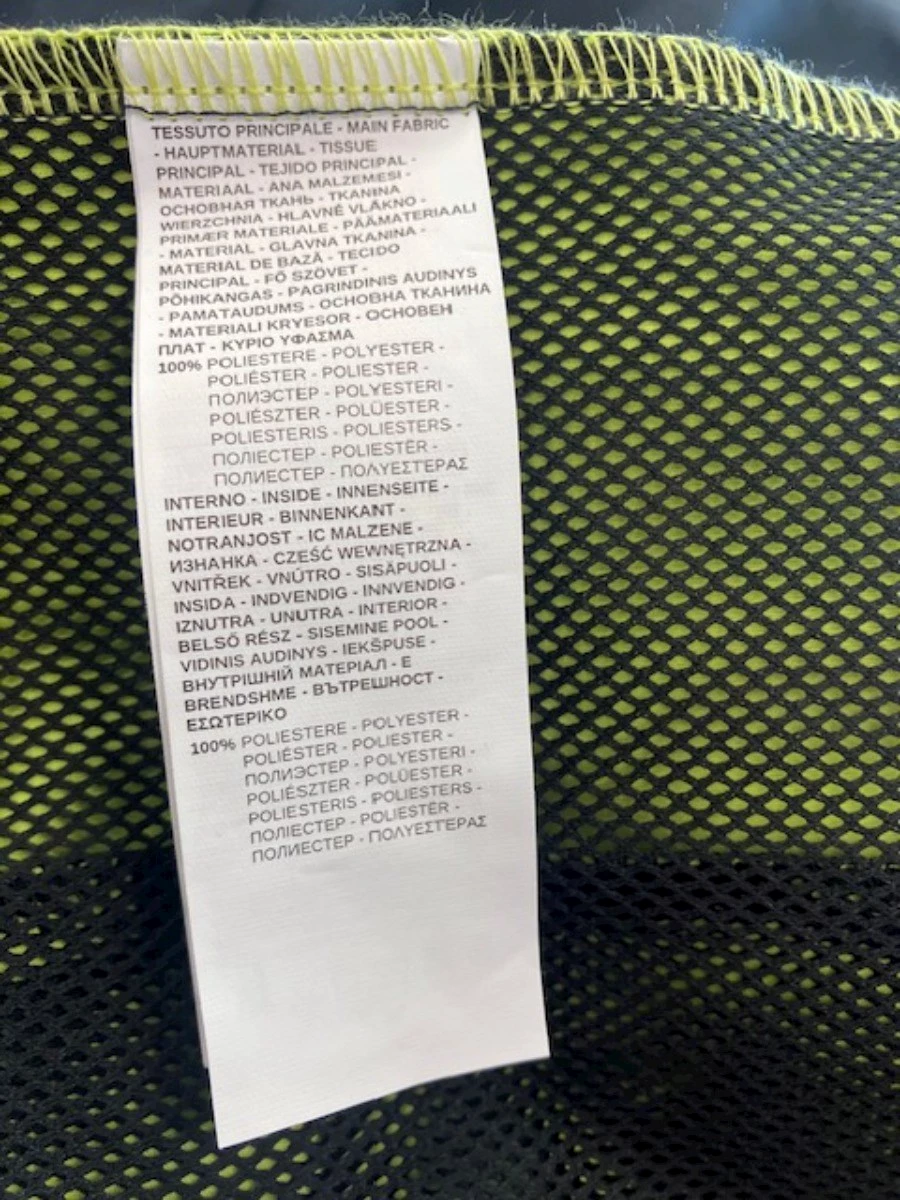 TESSUTO PRINCIPALE - MAIN FABRIC
- HAUPTMATERIAL - TISSUE
PRINCIPAL - TEJIDO PRINCIPAL -
MATERIAAL - ANA MALZEMESI -
ОСНОВНАЯ ТКАНЬ - TKANINA
WIERZCHNIA - HLAVNÉ VLÁKNO -
PRIMÆR MATERIALE - PÄÄMATERIAALI
- MATERIAL - GLAVNA TKANINA -
MATERIAL DE BAZĂ - TECIDO
PRINCIPAL - FŐ SZÖVET -
PÕHIKANGAS - PAGRINDINIS AUDINYS
- PAMATAUDUMS - ОСНОВНА ТКАНИНА
- MATERIALI KRYESOR - ОСНОВЕН
ПЛАТ - ΚΥΡΙΟ ΥΦΑΣΜΑ
100% POLIESTERE - POLYESTER -
POLIÉSTER - POLIESTER -
ПОЛИЭСТЕР - POLYESTERI -
POLIÉSZTER - POLÜESTER -
POLIESTERIS - POLIESTERS -
ПОЛІЕСТЕР - POLIESTËR -
ПОЛИЕСТЕР - ΠΟΛΥΕΣΤΕΡΑΣ
INTERNO - INSIDE - INNENSEITE -
INTERIEUR - BINNENKANT -
NOTRANJOST - IC MALZENE -
ИЗНАНКА - CZEŚĆ WEWNĘTRZNA -
VNITŘEK - VNÚTRO - SISÄPUOLI -
INSIDA - INDVENDIG - INNVENDIG -
IZNUTRA - UNUTRA - INTERIOR -
BELSŐ RÉSZ - SISEMINE POOL -
VIDINIS AUDINYS - IEKŠPUSE -
ВНУТРІШНІЙ МАТЕРІАЛ - E
BRENDSHME - ВЪТРЕШНОСТ -
ΕΣΩΤΕΡΙΚΟ
100% POLIESTERE - POLYESTER -
POLIÉSTER - POLIESTER -
ПОЛИЭСТЕР - POLYESTERI -
POLIÉSZTER - POLÜESTER -
POLIESTERIS - POLIESTERS -
ПОЛІЕСТЕР - POLIESTËR -
ПОЛИЕСТЕР - ΠΟΛΥΕΣΤΕΡΑΣ